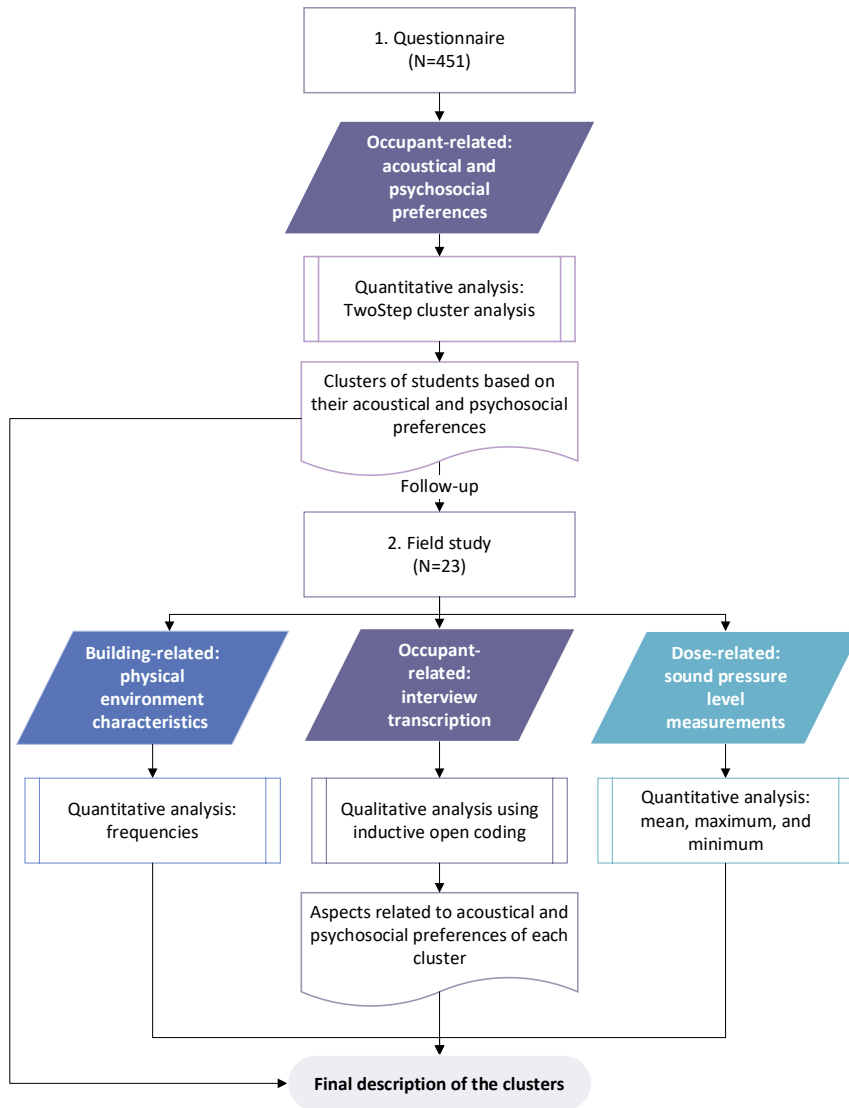 1. Questionnaire
(N=451)
Occupant-related:
acoustical and
psychosocial
preferences
Quantitative analysis:
TwoStep cluster analysis
Clusters of students based on
their acoustical and psychosocial
preferences
Follow-up
2. Field study
(N=23)
Building-related:
physical
environment
characteristics
Occupant-
related:
interview
transcription
Dose-related:
sound pressure
level
measurements
Quantitative analysis:
frequencies
Qualitative analysis using
inductive open coding
Quantitative analysis:
mean, maximum, and
minimum
Aspects related to acoustical and
psychosocial preferences of each
cluster
Final description of the clusters